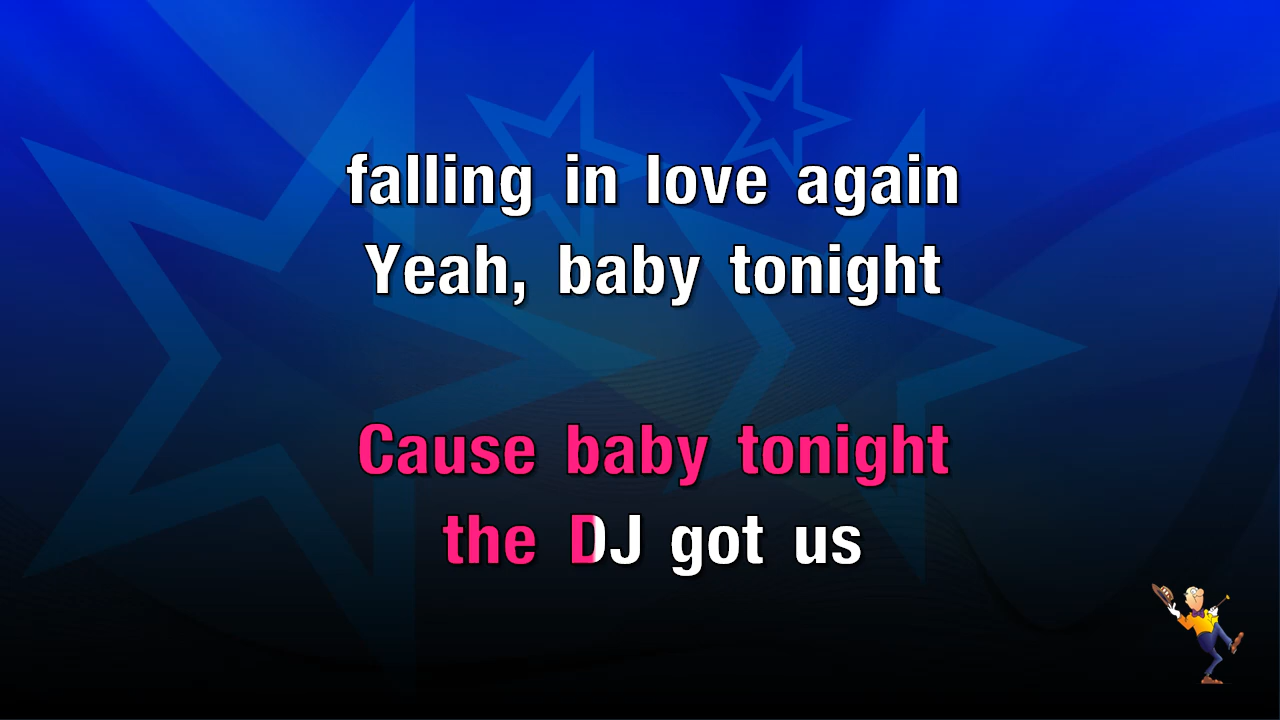 falling in love again
Yeah, baby tonight
Cause baby tonight
the DJ got us